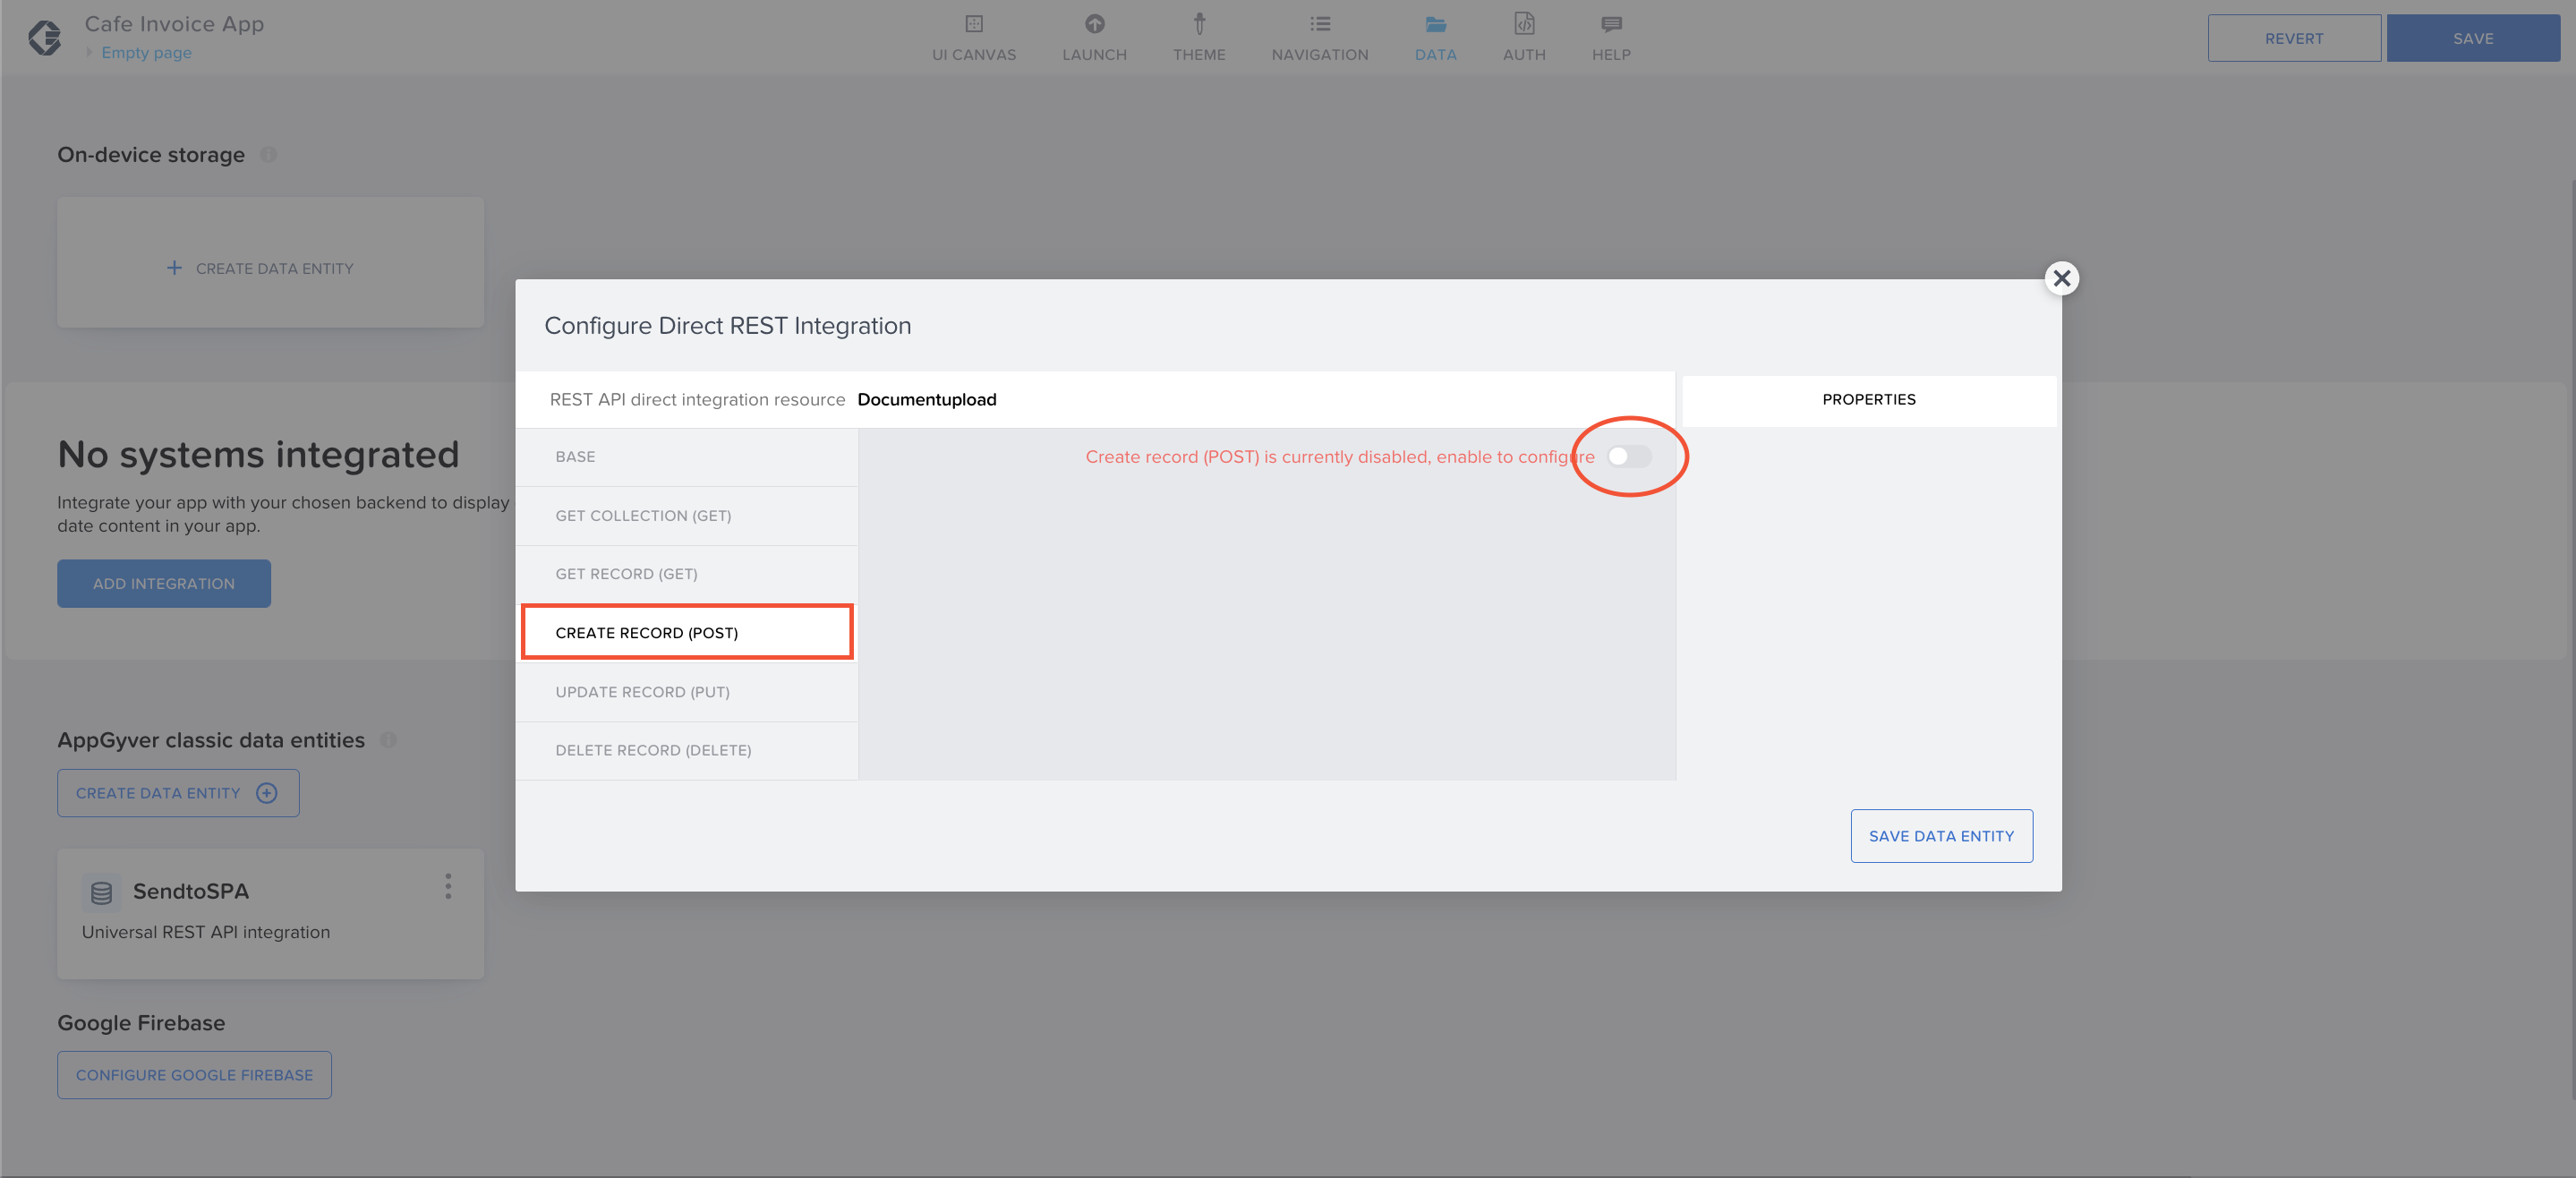 Cafe Invoice App
Empty page
UI CANVAS
LAUNCH
THEME
NAVIGATION
DATA
AUTH
HELP
REVERT
SAVE
On-device storage
CREATE DATA ENTITY
No systems integrated
Integrate your app with your chosen backend to display
date content in your app.
ADD INTEGRATION
AppGyver classic data entities
CREATE DATA ENTITY
SendtoSPA
Universal REST API integration
Google Firebase
CONFIGURE GOOGLE FIREBASE
Configure Direct REST Integration
REST API direct integration resource Documentupload
PROPERTIES
BASE
Create record (POST) is currently disabled, enable to configure
GET COLLECTION (GET)
GET RECORD (GET)
CREATE RECORD (POST)
UPDATE RECORD (PUT)
DELETE RECORD (DELETE)
SAVE DATA ENTITY